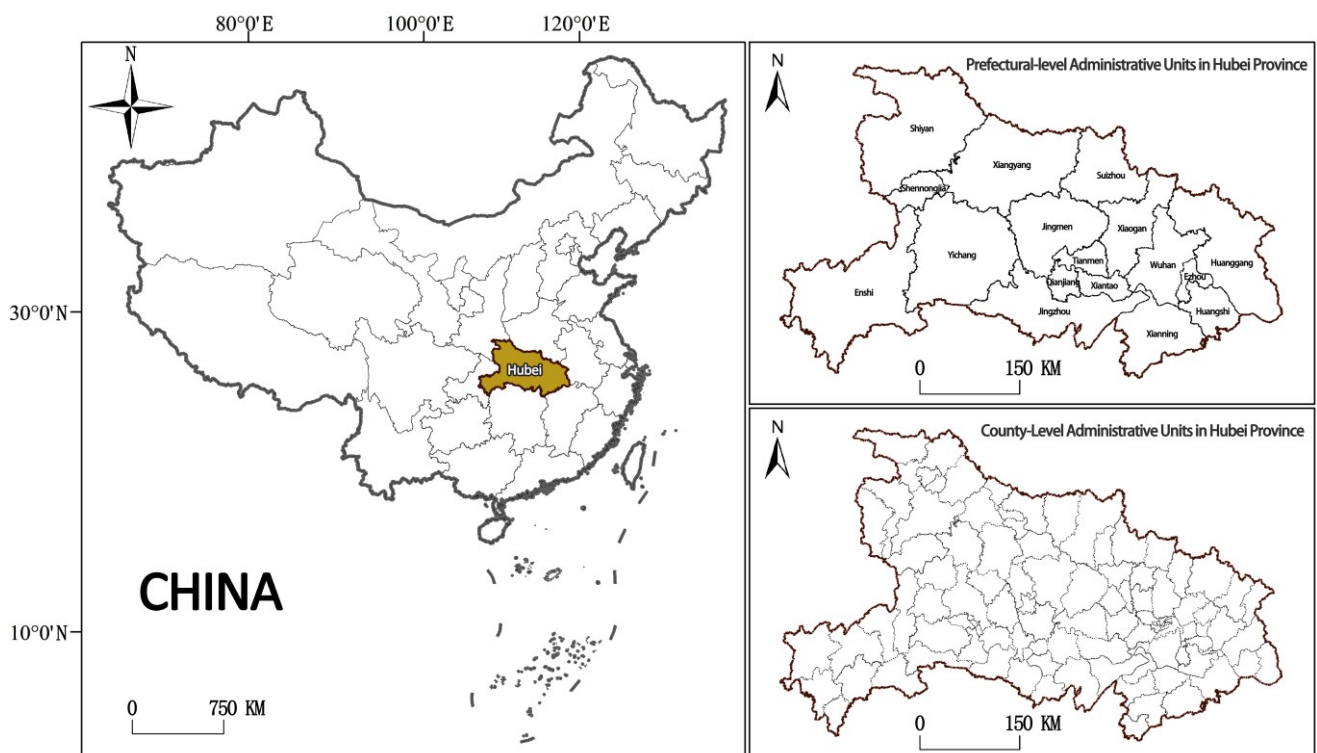 80°0'E 100°0'E 120°0'E
N
30°0'N
Hubei
CHINA
10°0'N
0 750 KM
N
Prefectural-level Administrative Units in Hubei Province
Shiyan
Xiangyang
Suizhou
Shennongjia
Jingmen
Xiaogan
Yichang
Tianmen
Wuhan
Huanggang
Ezhou
Enshi
Qianjiang
Xiantao
Jingzhou
Huangshi
Xianning
0 150 KM
N
County-Level Administrative Units in Hubei Province
0 150 KM